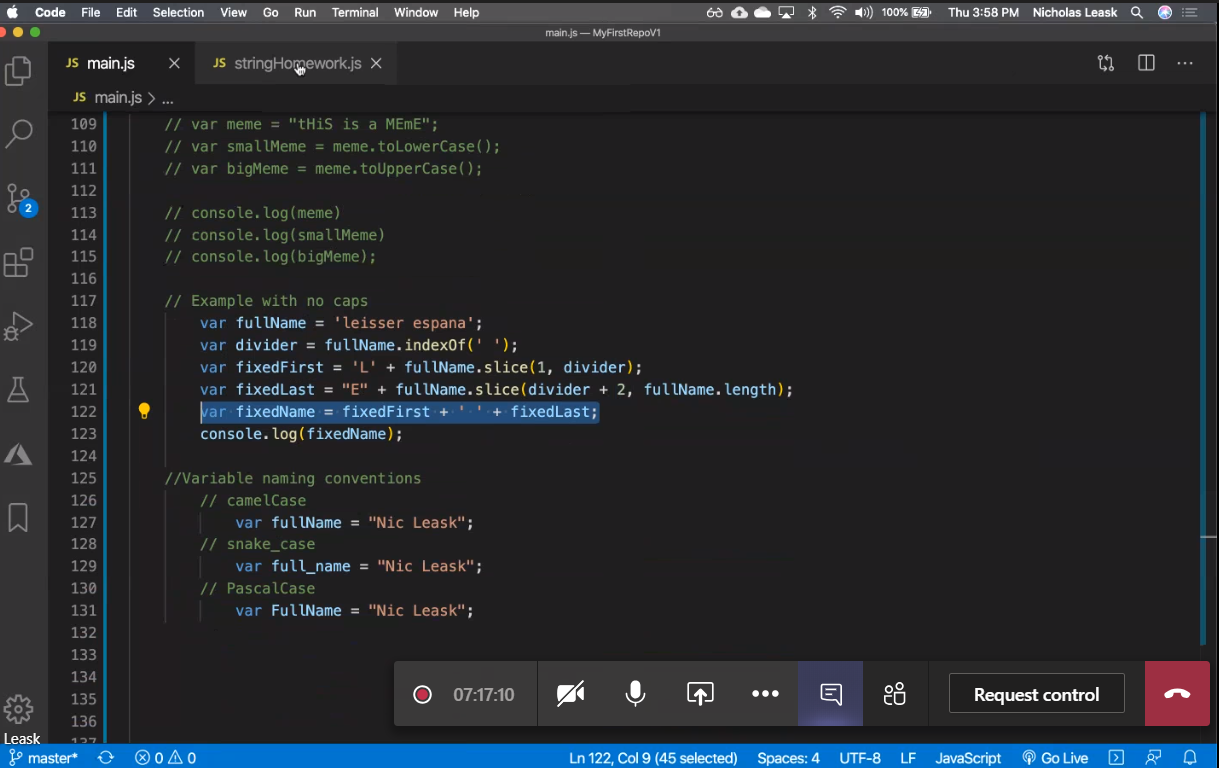 Code File Edit Selection View Go Run Terminal Window Help 100% Thu 3:58 PM Nicholas Leask
main.js — MyFirstRepoV1
JS main.js JS stringHomework.js
JS main.js > ...
109 // var meme = "tHiS is a MEmE";
110 // var smallMeme = meme.toLowerCase();
111 // var bigMeme = meme.toUpperCase();
112
113 // console.log(meme)
114 // console.log(smallMeme)
115 // console.log(bigMeme);
116
117 // Example with no caps
118 var fullName = 'leisser espana';
119 var divider = fullName.indexOf(' ');
120 var fixedFirst = 'L' + fullName.slice(1, divider);
121 var fixedLast = "E" + fullName.slice(divider + 2, fullName.length);
122 var fixedName = fixedFirst + ' ' + fixedLast;
123 console.log(fixedName);
124
125 //Variable naming conventions
126 // camelCase
127 var fullName = "Nic Leask";
128 // snake_case
129 var full_name = "Nic Leask";
130 // PascalCase
131 var FullName = "Nic Leask";
132
133
134
135
136
137
2
07:17:10 Request control
Leask
master* 0 0 Ln 122, Col 9 (45 selected) Spaces: 4 UTF-8 LF JavaScript Go Live